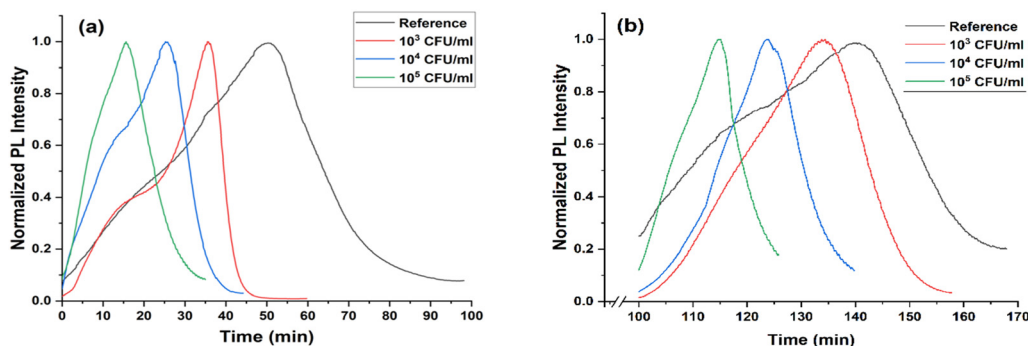 (a)
Reference
10³ CFU/ml
10⁴ CFU/ml
10⁵ CFU/ml
Normalized PL Intensity
1.0
0.8
0.6
0.4
0.2
0.0
0 10 20 30 40 50 60 70 80 90 100
Time (min)
(b)
Reference
10³ CFU/ml
10⁴ CFU/ml
10⁵ CFU/ml
Normalized PL Intensity
1.0
0.8
0.6
0.4
0.2
0.0
100 110 120 130 140 150 160 170
Time (min)